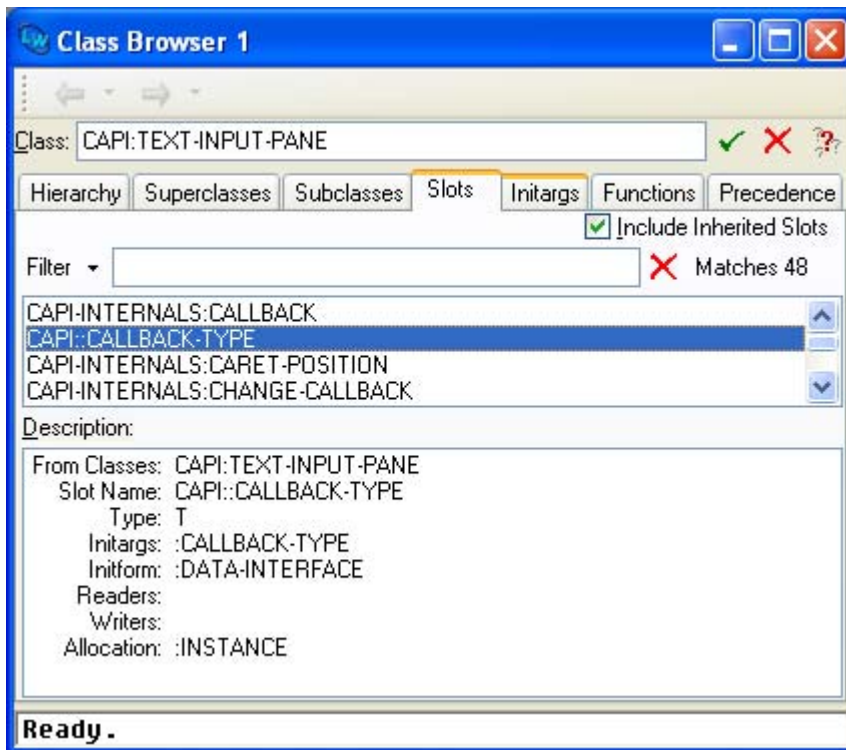 Class Browser 1
Class: CAPI:TEXT-INPUT-PANE
Hierarchy Superclasses Subclasses Slots Initargs Functions Precedence
Include Inherited Slots
Filter Matches 48
CAPI-INTERNALS:CALLBACK
CAPI::CALLBACK-TYPE
CAPI-INTERNALS:CARET-POSITION
CAPI-INTERNALS:CHANGE-CALLBACK
Description:
From Classes: CAPI:TEXT-INPUT-PANE
Slot Name: CAPI::CALLBACK-TYPE
Type: T
Initargs: :CALLBACK-TYPE
Initform: :DATA-INTERFACE
Readers:
Writers:
Allocation: :INSTANCE
Ready.